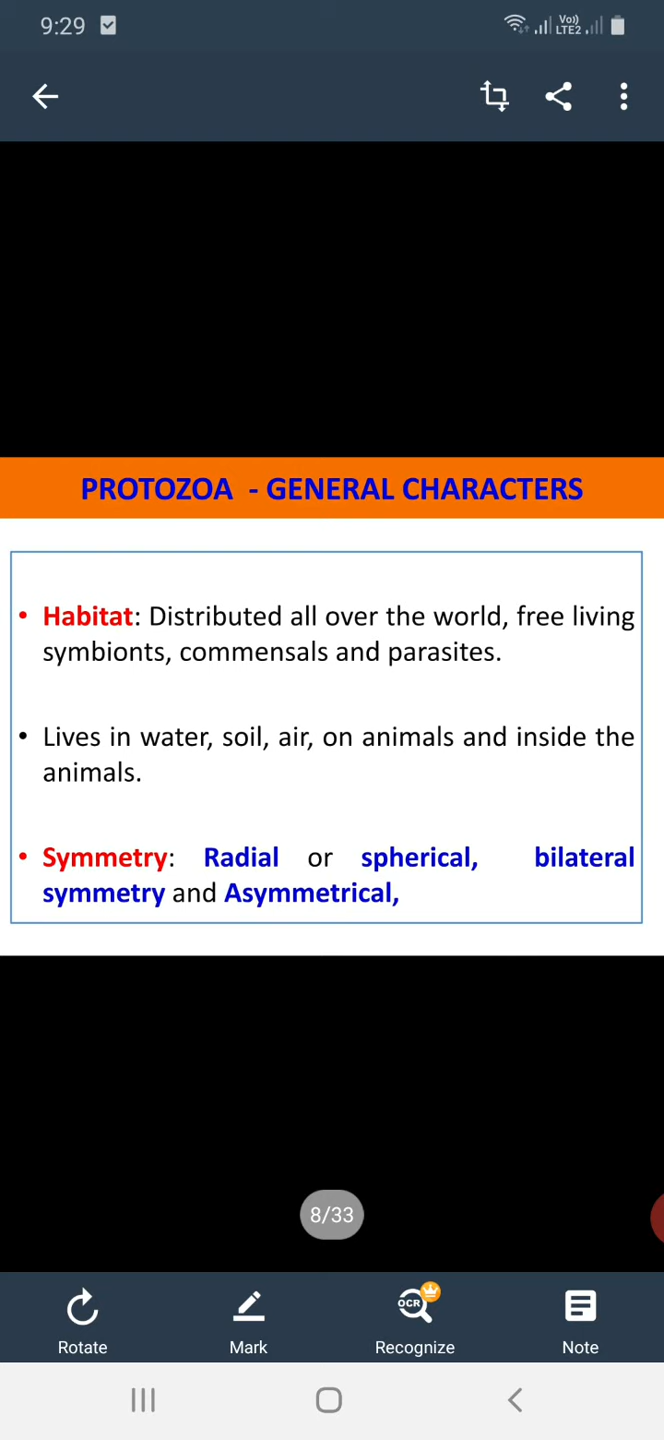 9:29
Vo)) LTE2
PROTOZOA - GENERAL CHARACTERS
• Habitat: Distributed all over the world, free living
symbionts, commensals and parasites.
• Lives in water, soil, air, on animals and inside the
animals.
• Symmetry: Radial or spherical, bilateral
symmetry and Asymmetrical,
8/33
OCR
Rotate Mark Recognize Note